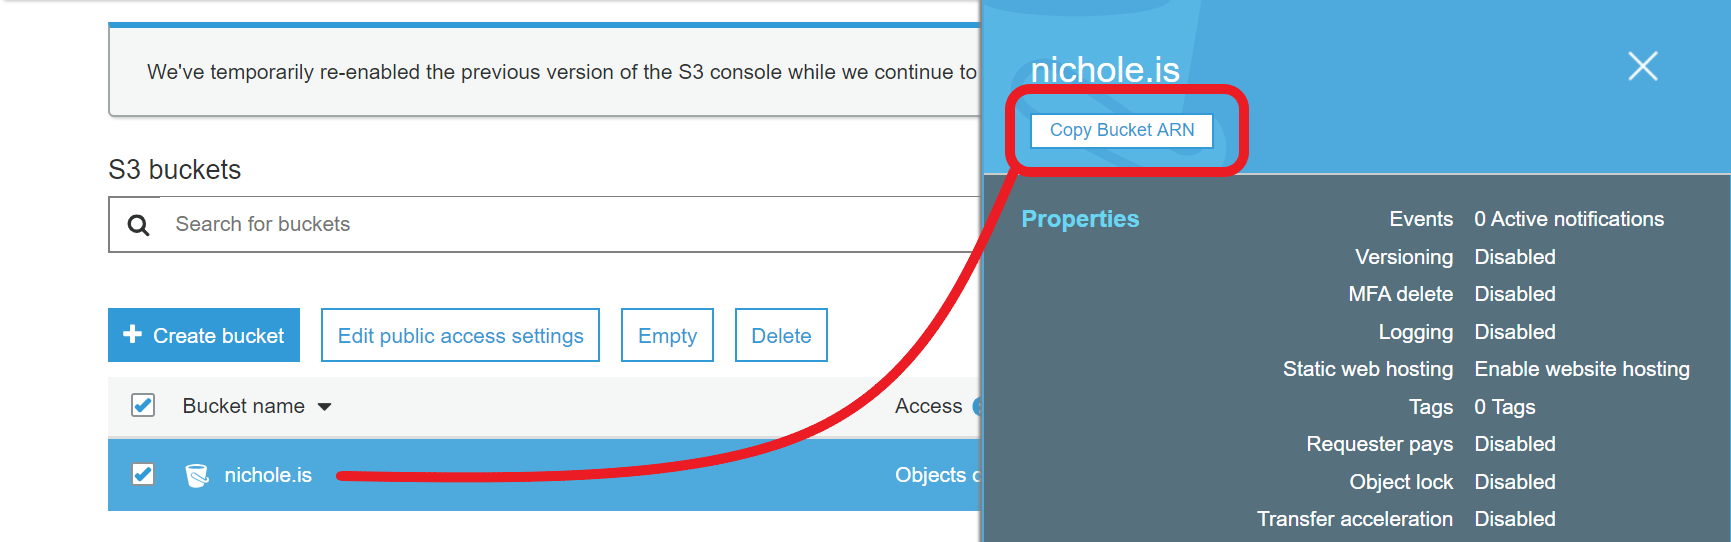 We've temporarily re-enabled the previous version of the S3 console while we continue to
S3 buckets
Search for buckets
Create bucket
Edit public access settings
Empty
Delete
Bucket name
Access
nichole.is
Objects
nichole.is
Copy Bucket ARN
Properties
Events 0 Active notifications
Versioning Disabled
MFA delete Disabled
Logging Disabled
Static web hosting Enable website hosting
Tags 0 Tags
Requester pays Disabled
Object lock Disabled
Transfer acceleration Disabled